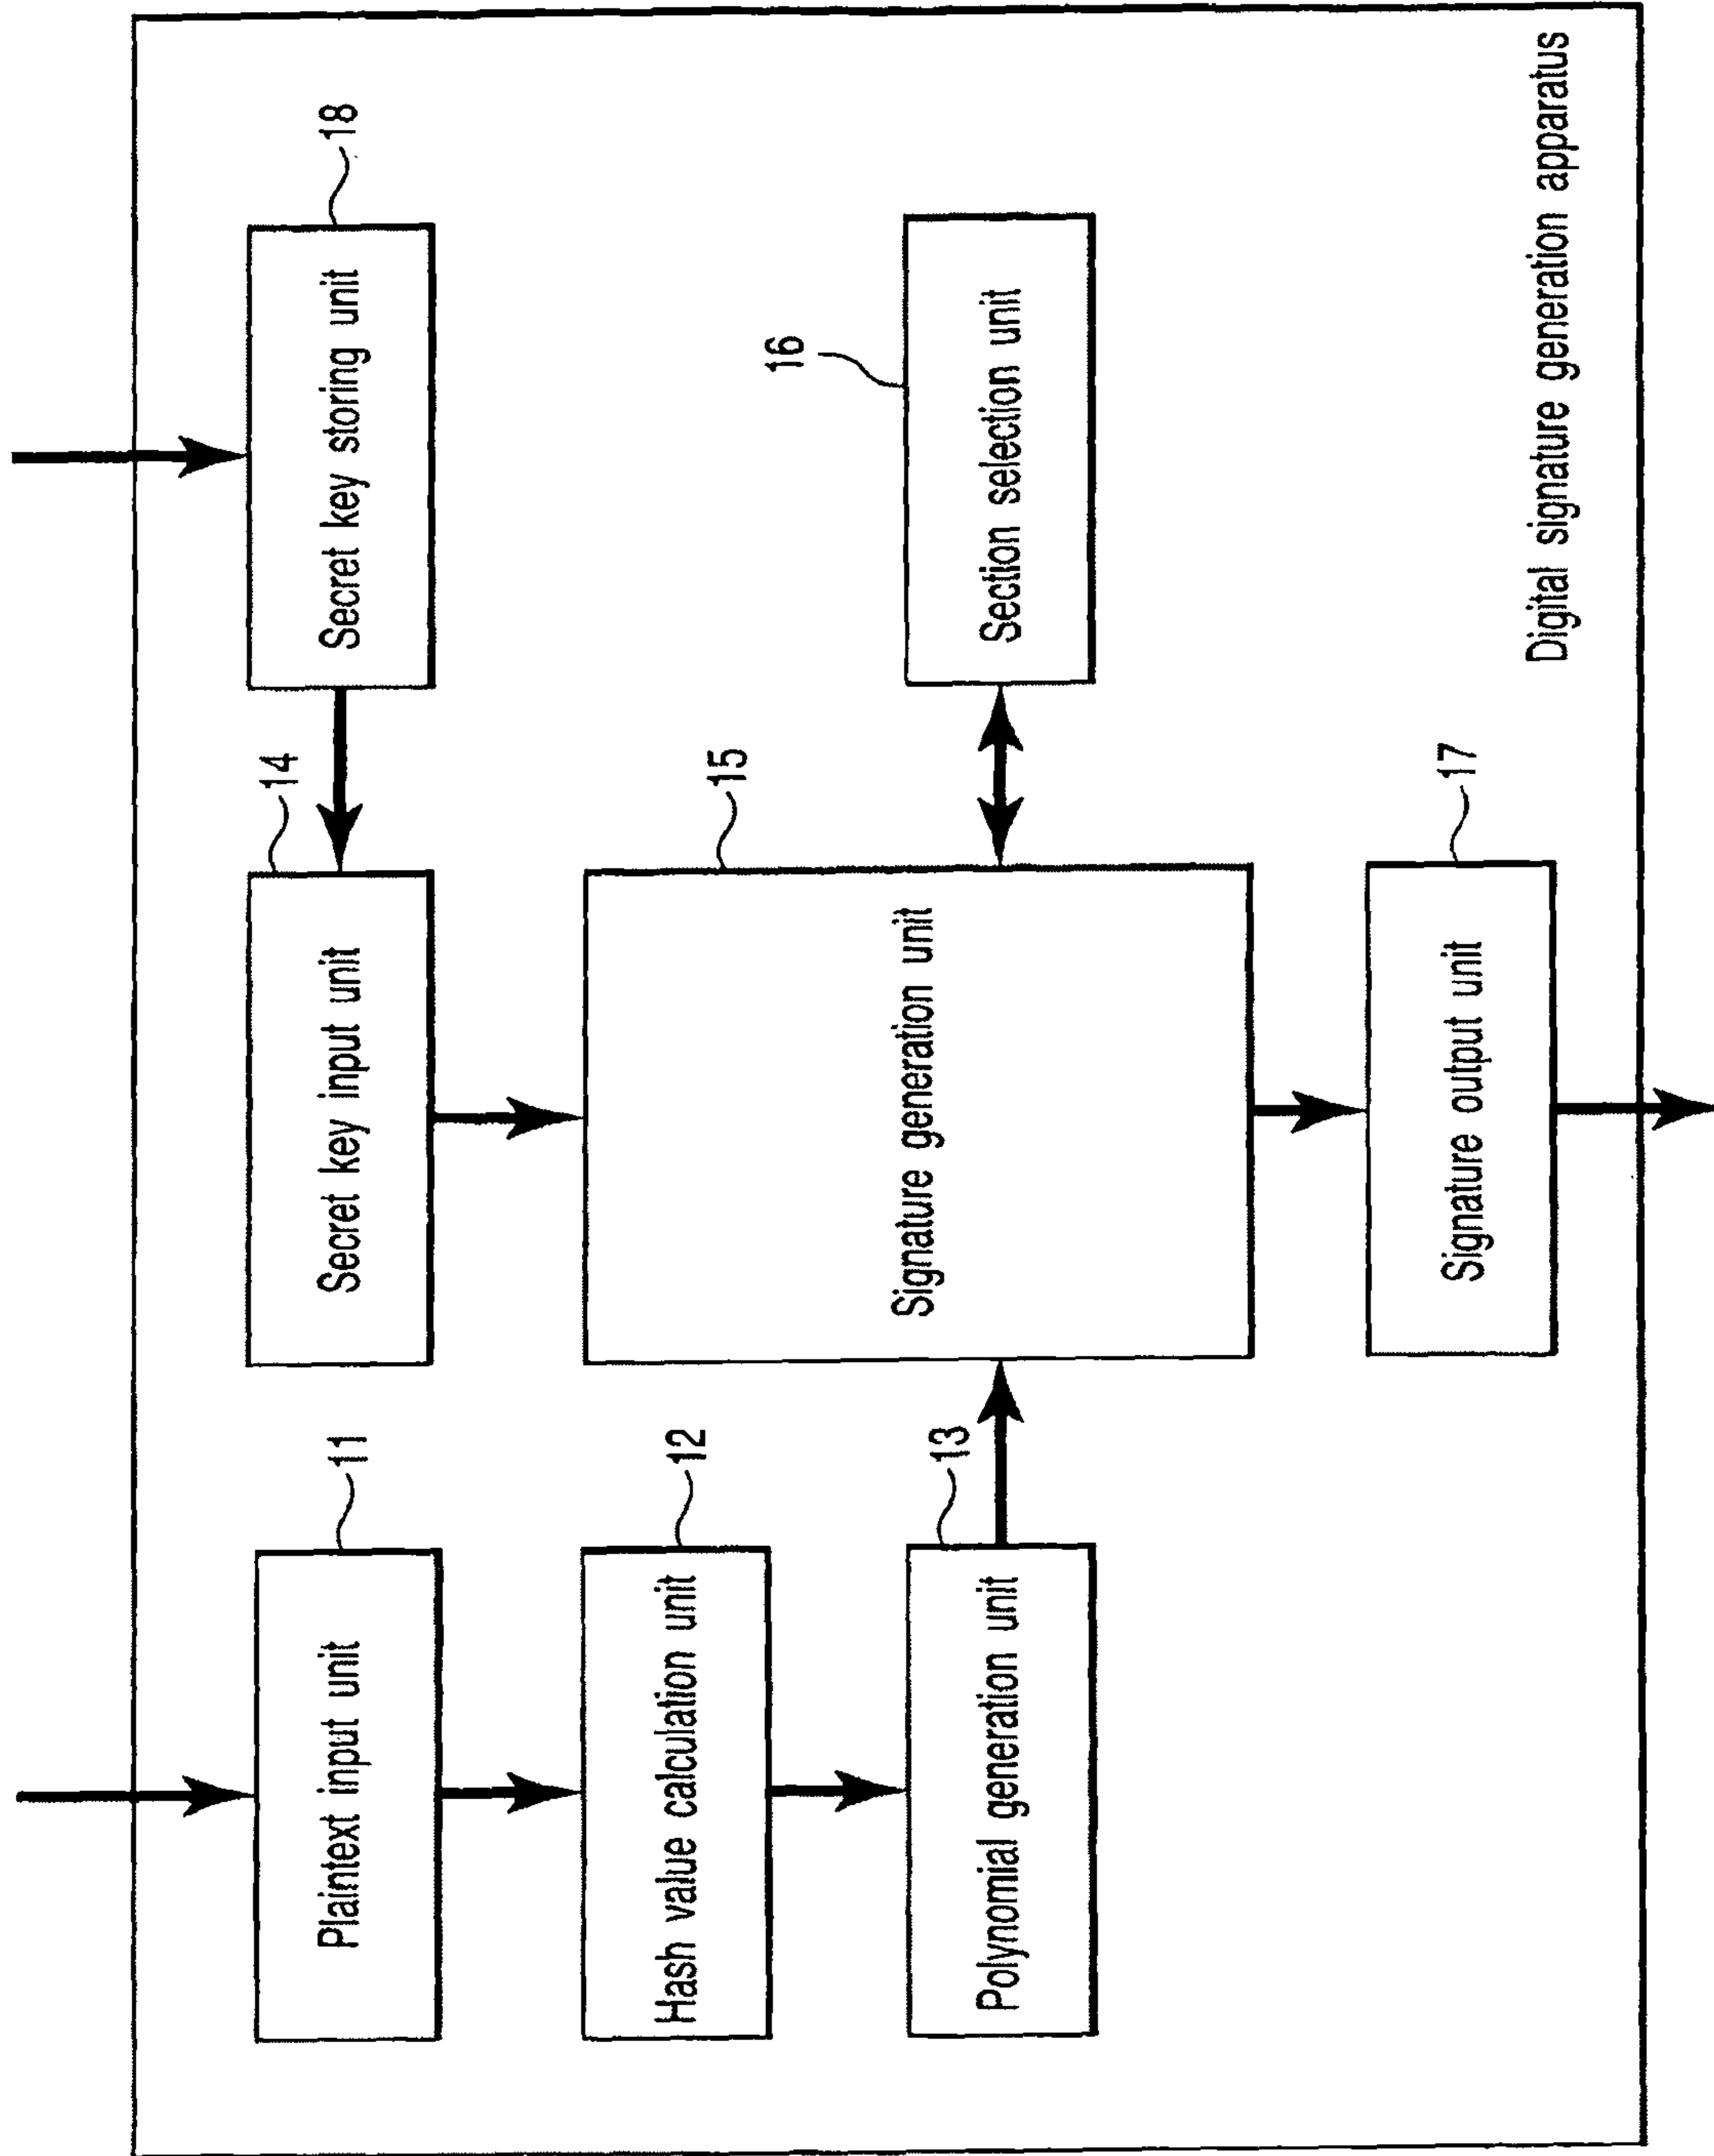 11
Plaintext input unit
12
Hash value calculation unit
13
Polynomial generation unit
14
Secret key input unit
15
Signature generation unit
17
Signature output unit
18
Secret key storing unit
16
Section selection unit
Digital signature generation apparatus